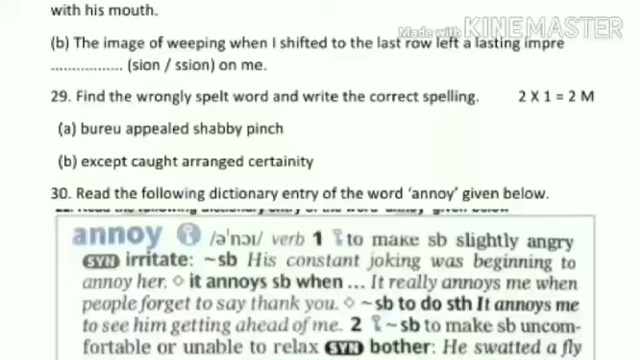 with his mouth.
Made with KINEMASTER
(b) The image of weeping when I shifted to the last row left a lasting impre
................. (sion / ssion) on me.
29. Find the wrongly spelt word and write the correct spelling. 2 X 1 = 2 M
(a) bureu appealed shabby pinch
(b) except caught arranged certainity
30. Read the following dictionary entry of the word ‘annoy’ given below.
annoy /əˈnɔɪ/ verb 1 to make sb slightly angry
SYN irritate: ~sb His constant joking was beginning to
annoy her. ◇ it annoys sb when ... It really annoys me when
people forget to say thank you. ◇ ~sb to do sth It annoys me
to see him getting ahead of me. 2 ~sb to make sb uncom-
fortable or unable to relax SYN bother: He swatted a fly